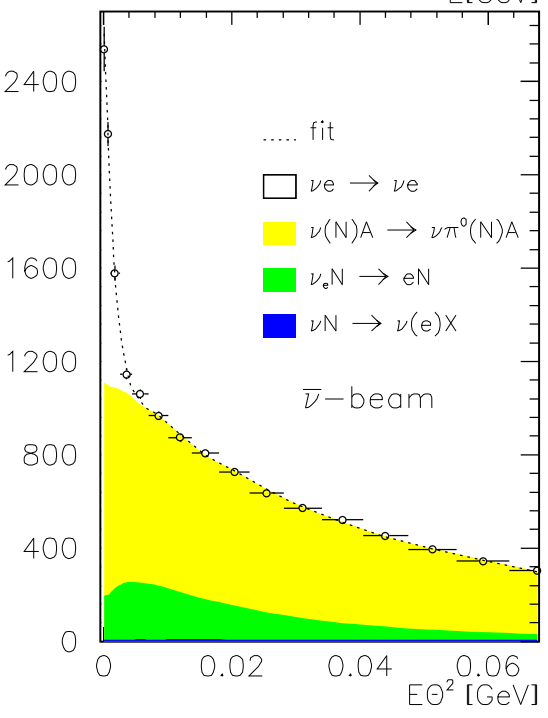 E[GeV]
2400
2000
1600
1200
800
400
0
fit
νe → νe
ν(N)A → νπ⁰(N)A
νₑN → eN
νN → ν(e)X
ν̅−beam
0 0.02 0.04 0.06
EΘ² [GeV]